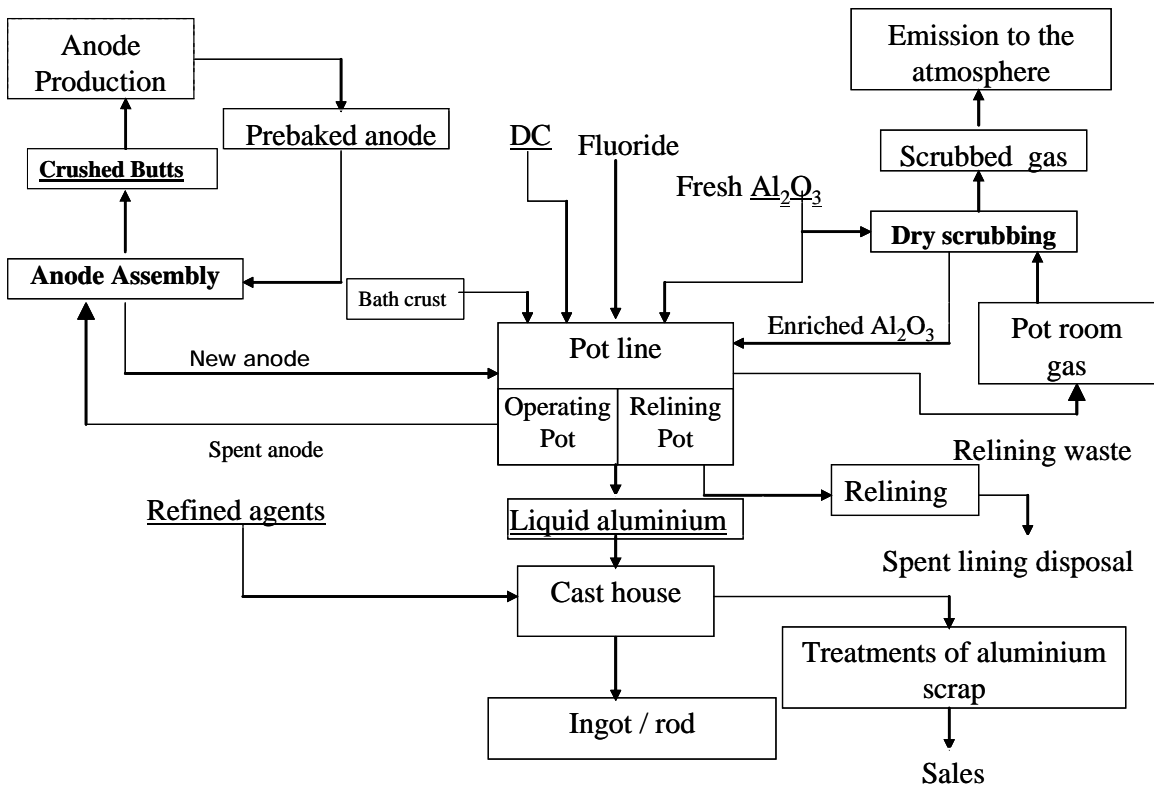 Anode
Production
Emission to the
atmosphere
Prebaked anode
DC
Fluoride
Scrubbed gas
Crushed Butts
Fresh Al₂O₃
Dry scrubbing
Anode Assembly
Bath crust
Enriched Al₂O₃
Pot room
gas
Pot line
New anode
Operating
Pot
Relining
Pot
Spent anode
Relining waste
Relining
Refined agents
Liquid aluminium
Spent lining disposal
Cast house
Treatments of aluminium
scrap
Ingot / rod
Sales